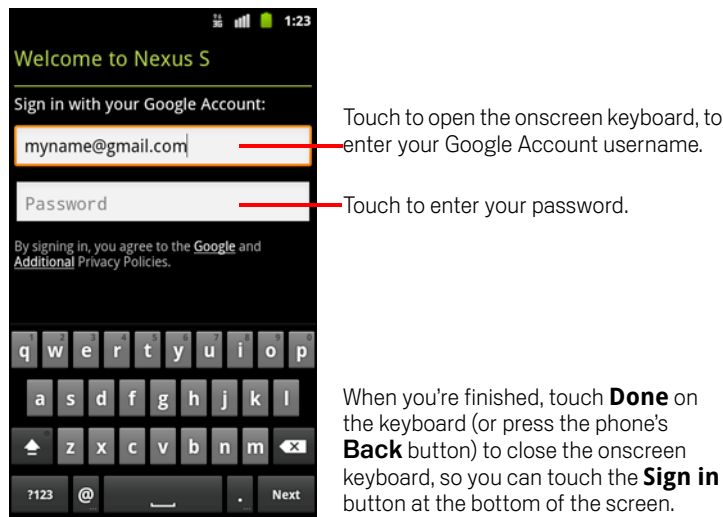 1:23
Welcome to Nexus S
Sign in with your Google Account:
myname@gmail.com
Password
By signing in, you agree to the Google and
Additional Privacy Policies.
q w e r t y u i o p
a s d f g h j k l
z x c v b n m
?123 @ . Next
Touch to open the onscreen keyboard, to
enter your Google Account username.
Touch to enter your password.
When you’re finished, touch Done on
the keyboard (or press the phone’s
Back button) to close the onscreen
keyboard, so you can touch the Sign in
button at the bottom of the screen.